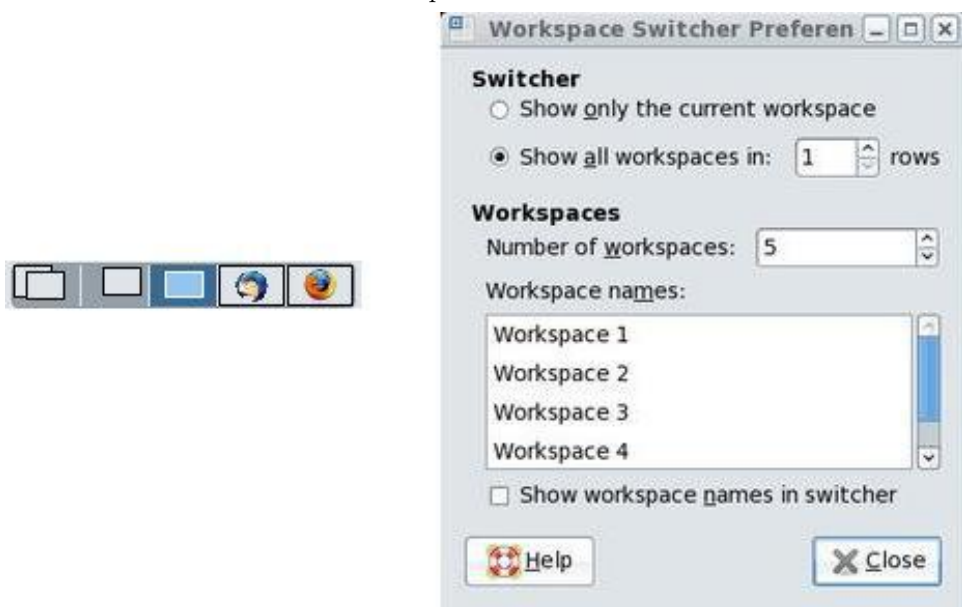 Workspace Switcher Preferen
Switcher
Show only the current workspace
Show all workspaces in: 1 rows
Workspaces
Number of workspaces: 5
Workspace names:
Workspace 1
Workspace 2
Workspace 3
Workspace 4
Show workspace names in switcher
Help
Close